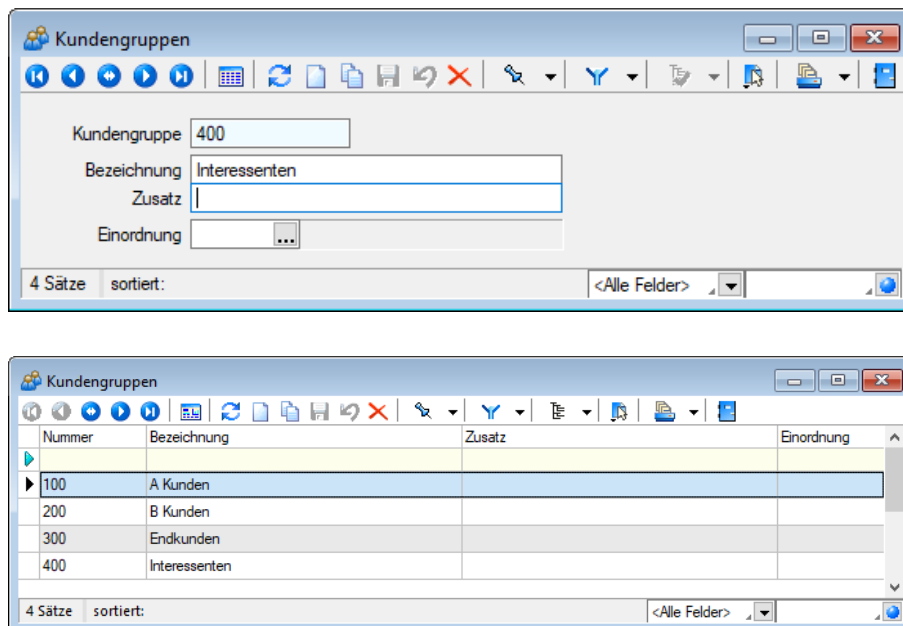 Kundengruppen
Kundengruppe 400
Bezeichnung Interessenten
Zusatz
Einordnung ...
4 Sätze sortiert: <Alle Felder>
Kundengruppen
Nummer Bezeichnung Zusatz Einordnung
100 A Kunden
200 B Kunden
300 Endkunden
400 Interessenten
4 Sätze sortiert: <Alle Felder>